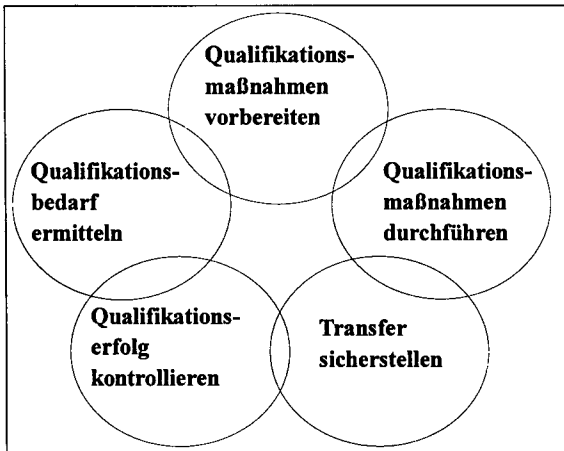 Qualifikations-
maßnahmen
vorbereiten
Qualifikations-
bedarf
ermitteln
Qualifikations-
maßnahmen
durchführen
Qualifikations-
erfolg
kontrollieren
Transfer
sicherstellen